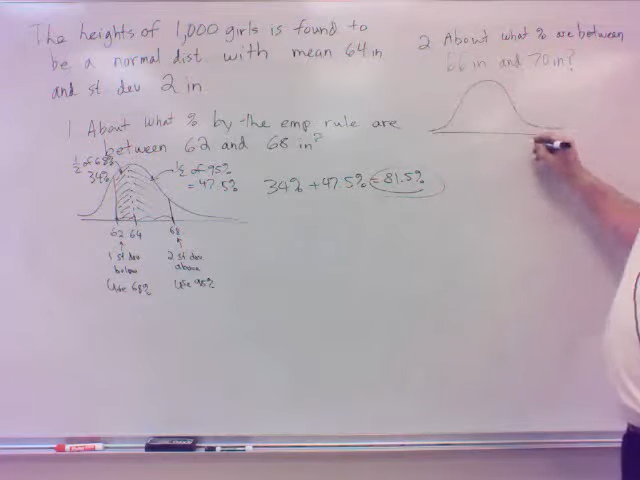 The heights of 1,000 girls is found to
be a normal dist. with mean 64 in
and st dev 2 in.
1 About what % by the emp rule are
between 62 and 68 in?
1/2 of 68%
34%
1/2 of 95%
= 47.5%
34% + 47.5% = 81.5%
62 64 68
1 st dev
below
Use 68%
2 st dev
above
Use 95%
2 About what % are between
66 in and 70 in?